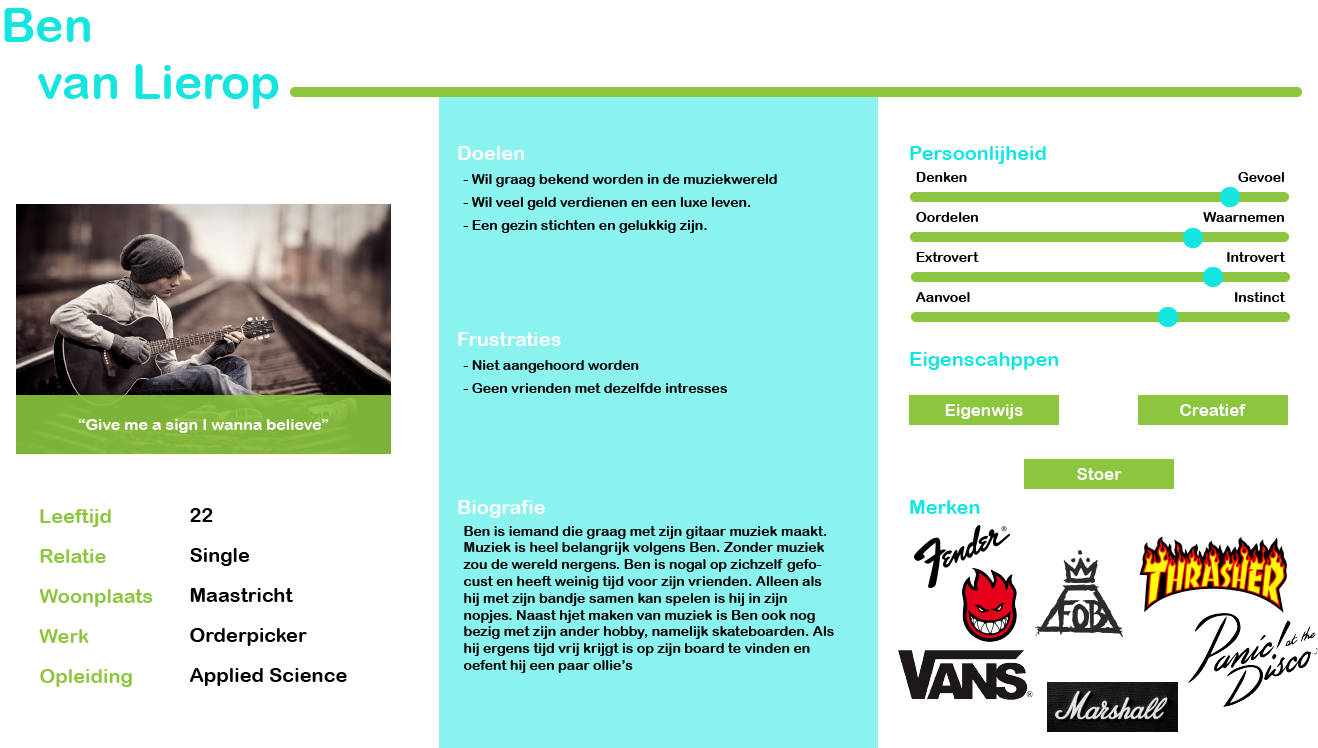 Ben
van Lierop
“Give me a sign I wanna believe”
Leeftijd 22
Relatie Single
Woonplaats Maastricht
Werk Orderpicker
Opleiding Applied Science
Doelen
- Wil graag bekend worden in de muziekwereld
- Wil veel geld verdienen en een luxe leven.
- Een gezin stichten en gelukkig zijn.
Frustraties
- Niet aangehoord worden
- Geen vrienden met dezelfde intresses
Biografie
Ben is iemand die graag met zijn gitaar muziek maakt.
Muziek is heel belangrijk volgens Ben. Zonder muziek
zou de wereld nergens. Ben is nogal op zichzelf gefo-
cust en heeft weinig tijd voor zijn vrienden. Alleen als
hij met zijn bandje samen kan spelen is hij in zijn
nopjes. Naast hjet maken van muziek is Ben ook nog
bezig met zijn ander hobby, namelijk skateboarden. Als
hij ergens tijd vrij krijgt is op zijn board te vinden en
oefent hij een paar ollie’s
Persoonlijheid
Denken Gevoel
Oordelen Waarnemen
Extrovert Introvert
Aanvoel Instinct
Eigenscahppen
Eigenwijs Creatief
Stoer
Merken
Fender®
THRASHER
FOB
Panic! at the
Disco
VANS®
Marshall